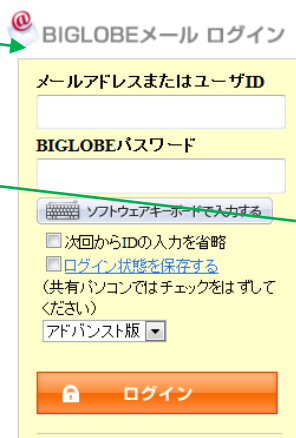 BIGLOBEメール ログイン
メールアドレスまたはユーザID
BIGLOBEパスワード
ソフトウェアキーボードで入力する
次回からIDの入力を省略
ログイン状態を保存する
(共有パソコンではチェックをはずして
ください)
アドバンスト版
ログイン